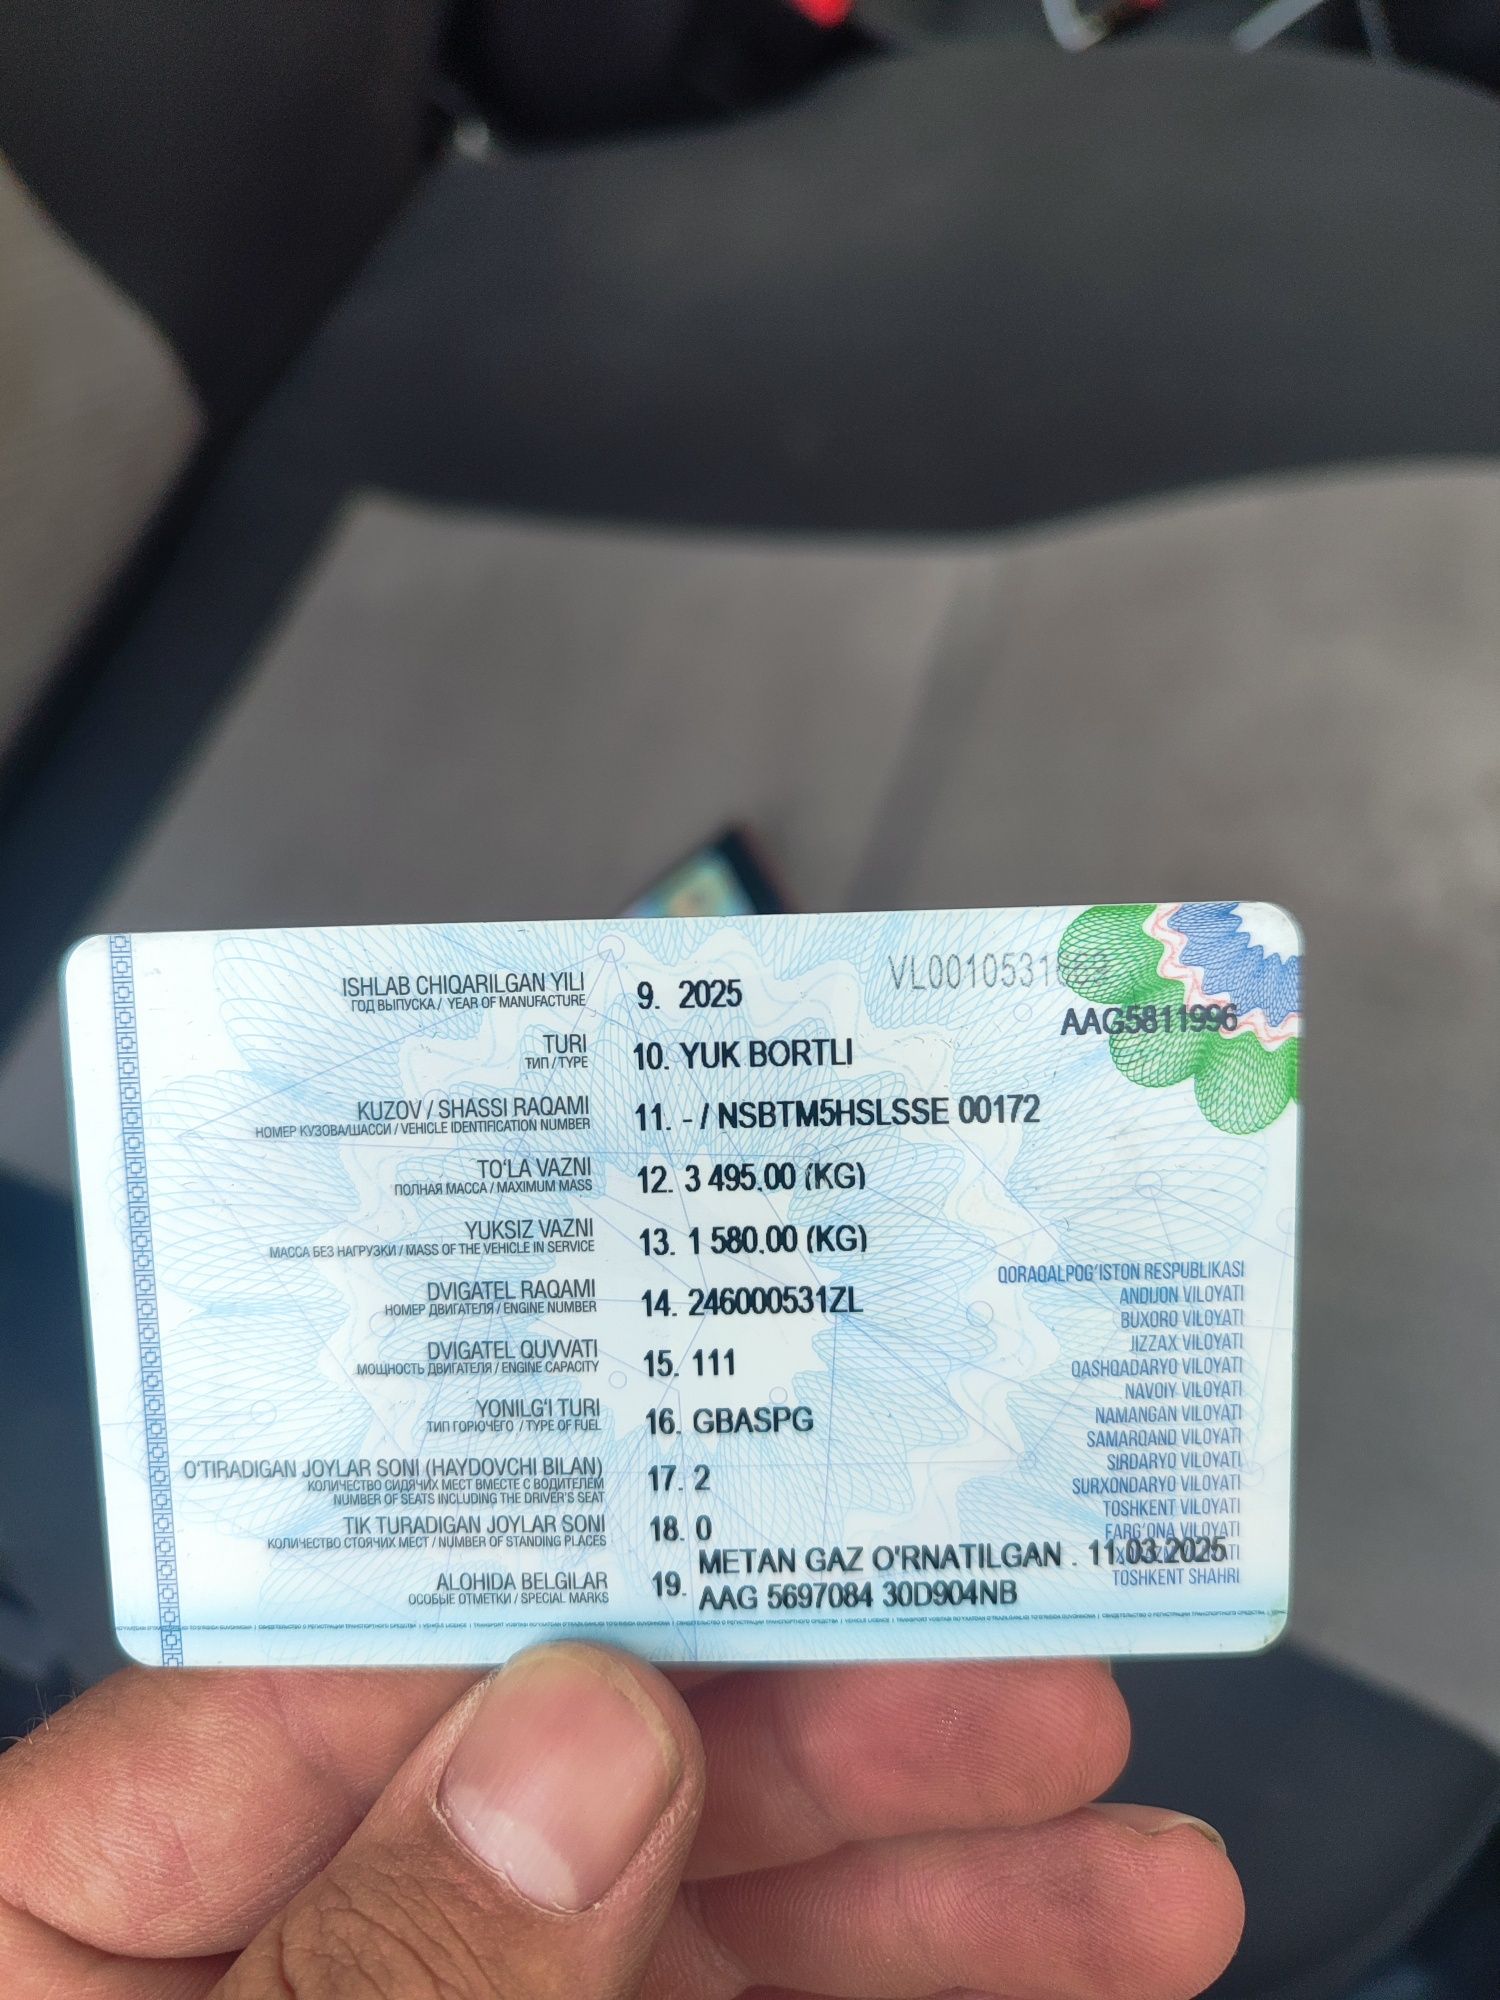 VL0010531
AAG5811996
ISHLAB CHIQARILGAN YILI
ГОД ВЫПУСКА / YEAR OF MANUFACTURE
9. 2025
TURI
ТИП / TYPE
10. YUK BORTLI
KUZOV / SHASSI RAQAMI
НОМЕР КУЗОВА/ШАССИ / VEHICLE IDENTIFICATION NUMBER
11. - / NSBTM5HSLSSE 00172
TO'LA VAZNI
ПОЛНАЯ МАССА / MAXIMUM MASS
12. 3 495.00 (KG)
YUKSIZ VAZNI
МАССА БЕЗ НАГРУЗКИ / MASS OF THE VEHICLE IN SERVICE
13. 1 580.00 (KG)
DVIGATEL RAQAMI
НОМЕР ДВИГАТЕЛЯ / ENGINE NUMBER
14. 246000531ZL
DVIGATEL QUVVATI
МОЩНОСТЬ ДВИГАТЕЛЯ / ENGINE CAPACITY
15. 111
YONILG'I TURI
ТИП ГОРЮЧЕГО / TYPE OF FUEL
16. GBASPG
O'TIRADIGAN JOYLAR SONI (HAYDOVCHI BILAN)
КОЛИЧЕСТВО СИДЯЧИХ МЕСТ ВМЕСТЕ С ВОДИТЕЛЕМ
NUMBER OF SEATS INCLUDING THE DRIVER'S SEAT
17. 2
TIK TURADIGAN JOYLAR SONI
КОЛИЧЕСТВО СТОЯЧИХ МЕСТ / NUMBER OF STANDING PLACES
18. 0
ALOHIDA BELGILAR
ОСОБЫЕ ОТМЕТКИ / SPECIAL MARKS
19. METAN GAZ O'RNATILGAN . 11.03.2025
AAG 5697084 30D904NB
QORAQALPOG'ISTON RESPUBLIKASI
ANDIJON VILOYATI
BUXORO VILOYATI
JIZZAX VILOYATI
QASHQADARYO VILOYATI
NAVOIY VILOYATI
NAMANGAN VILOYATI
SAMARQAND VILOYATI
SIRDARYO VILOYATI
SURXONDARYO VILOYATI
TOSHKENT VILOYATI
FARG'ONA VILOYATI
TOSHKENT SHAHRI